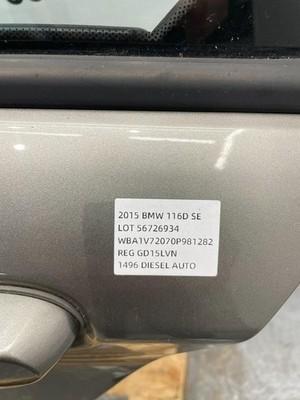 2015 BMW 116D SE
LOT 56726934
WBA1V72070P981282
REG GD15LVN
1496 DIESEL AUTO